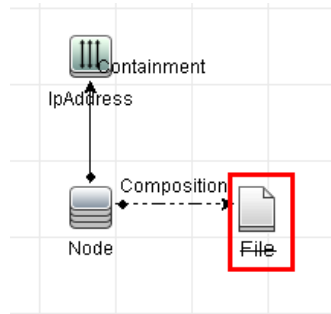 Containment
IpAddress
Composition
Node
File